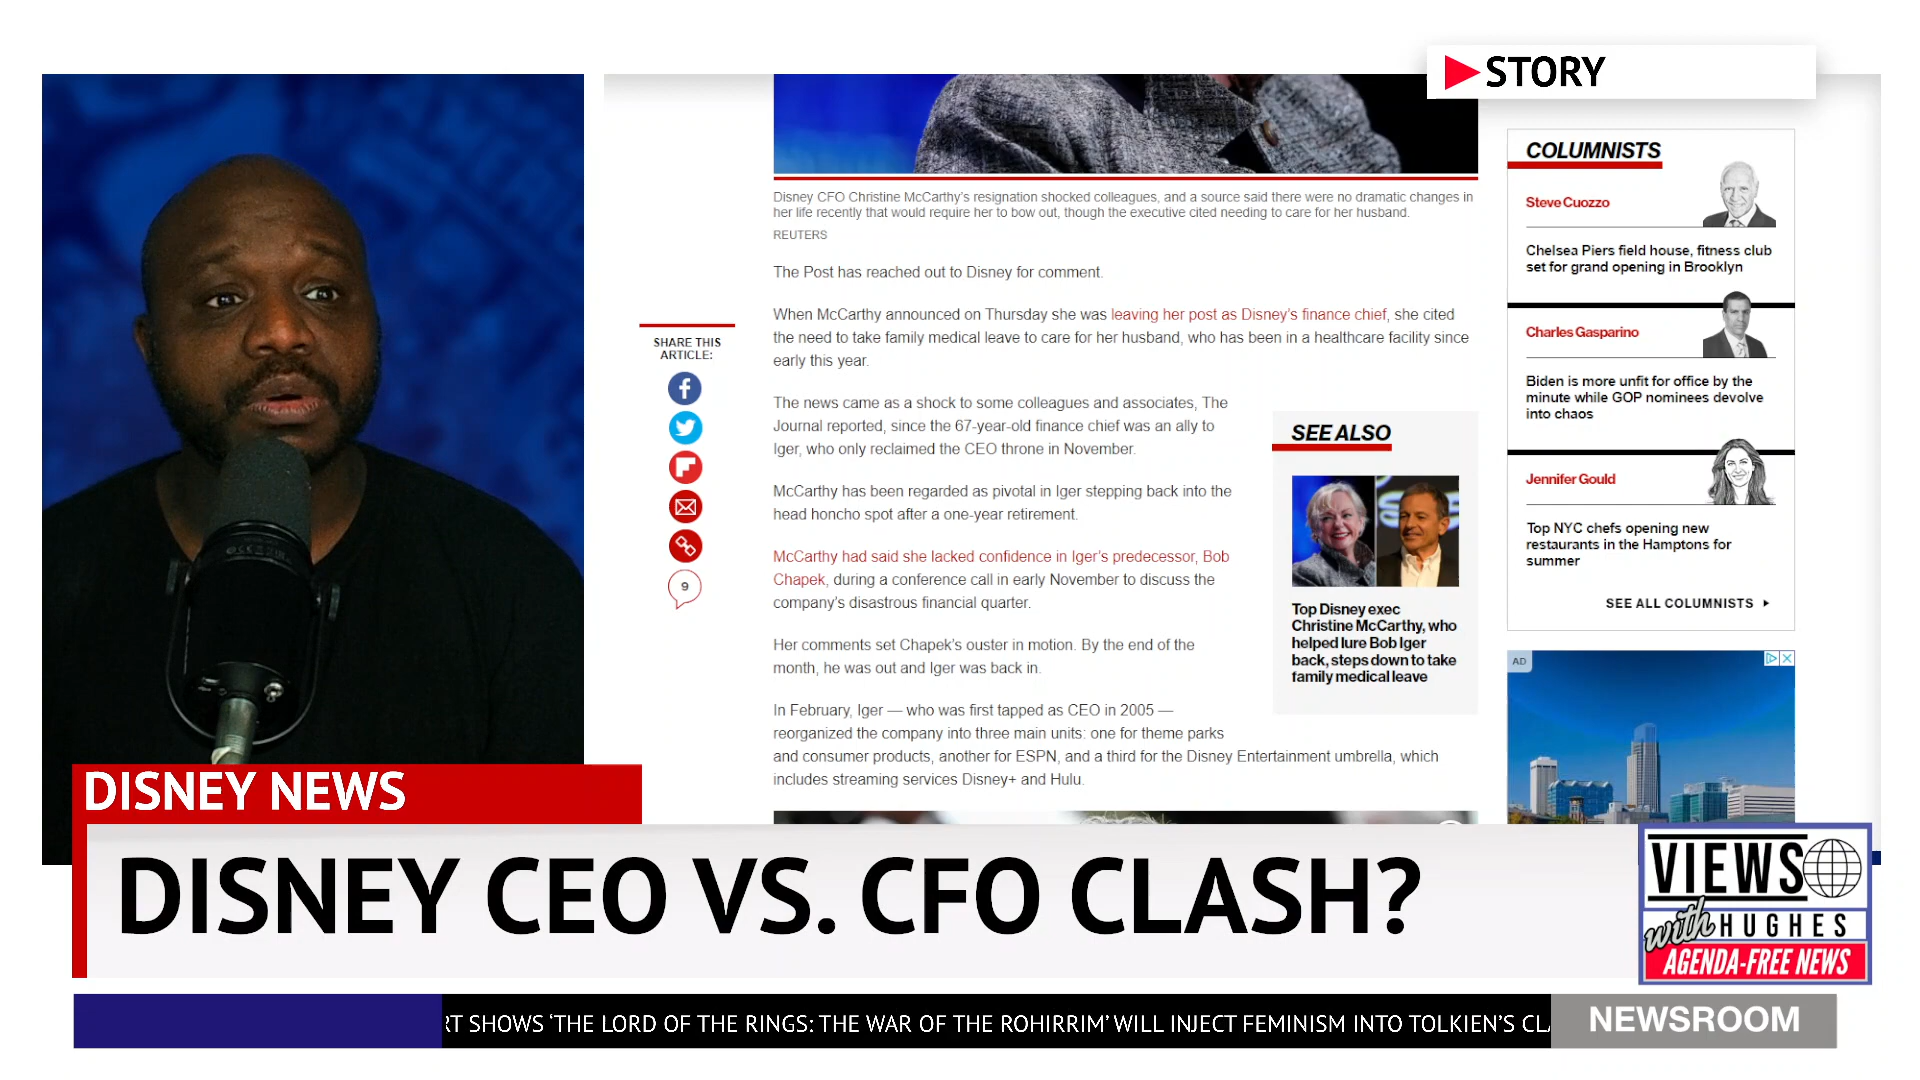 STORY
Disney CFO Christine McCarthy's resignation shocked colleagues, and a source said there were no dramatic changes in
her life recently that would require her to bow out, though the executive cited needing to care for her husband.
REUTERS
The Post has reached out to Disney for comment.
When McCarthy announced on Thursday she was leaving her post as Disney's finance chief, she cited
the need to take family medical leave to care for her husband, who has been in a healthcare facility since
early this year.
SHARE THIS
ARTICLE:
9
The news came as a shock to some colleagues and associates, The
Journal reported, since the 67-year-old finance chief was an ally to
Iger, who only reclaimed the CEO throne in November.
McCarthy has been regarded as pivotal in Iger stepping back into the
head honcho spot after a one-year retirement.
McCarthy had said she lacked confidence in Iger's predecessor, Bob
Chapek, during a conference call in early November to discuss the
company's disastrous financial quarter.
Her comments set Chapek's ouster in motion. By the end of the
month, he was out and Iger was back in.
In February, Iger — who was first tapped as CEO in 2005 —
reorganized the company into three main units: one for theme parks
and consumer products, another for ESPN, and a third for the Disney Entertainment umbrella, which
includes streaming services Disney+ and Hulu.
SEE ALSO
Top Disney exec
Christine McCarthy, who
helped lure Bob Iger
back, steps down to take
family medical leave
COLUMNISTS
Steve Cuozzo
Chelsea Piers field house, fitness club
set for grand opening in Brooklyn
Charles Gasparino
Biden is more unfit for office by the
minute while GOP nominees devolve
into chaos
Jennifer Gould
Top NYC chefs opening new
restaurants in the Hamptons for
summer
SEE ALL COLUMNISTS
AD
DISNEY NEWS
DISNEY CEO VS. CFO CLASH?
VIEWS
with HUGHES
AGENDA-FREE NEWS
RT SHOWS 'THE LORD OF THE RINGS: THE WAR OF THE ROHIRRIM' WILL INJECT FEMINISM INTO TOLKIEN'S CL
NEWSROOM